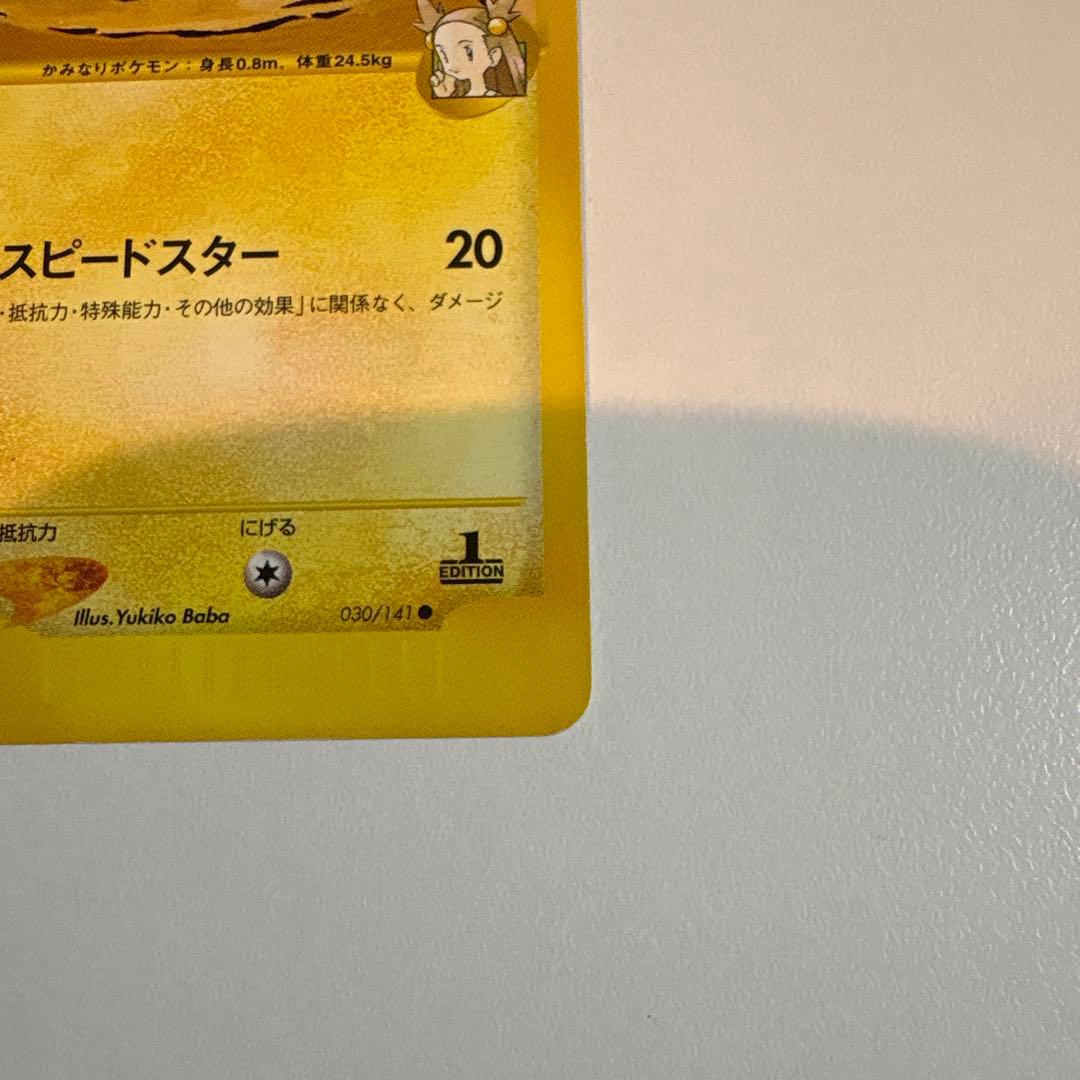 かみなりポケモン：身長0.8m、体重24.5kg
スピードスター 20
・抵抗力・特殊能力・その他の効果」に関係なく、ダメージ
抵抗力 にげる
1
EDITION
Illus.Yukiko Baba 030/141●